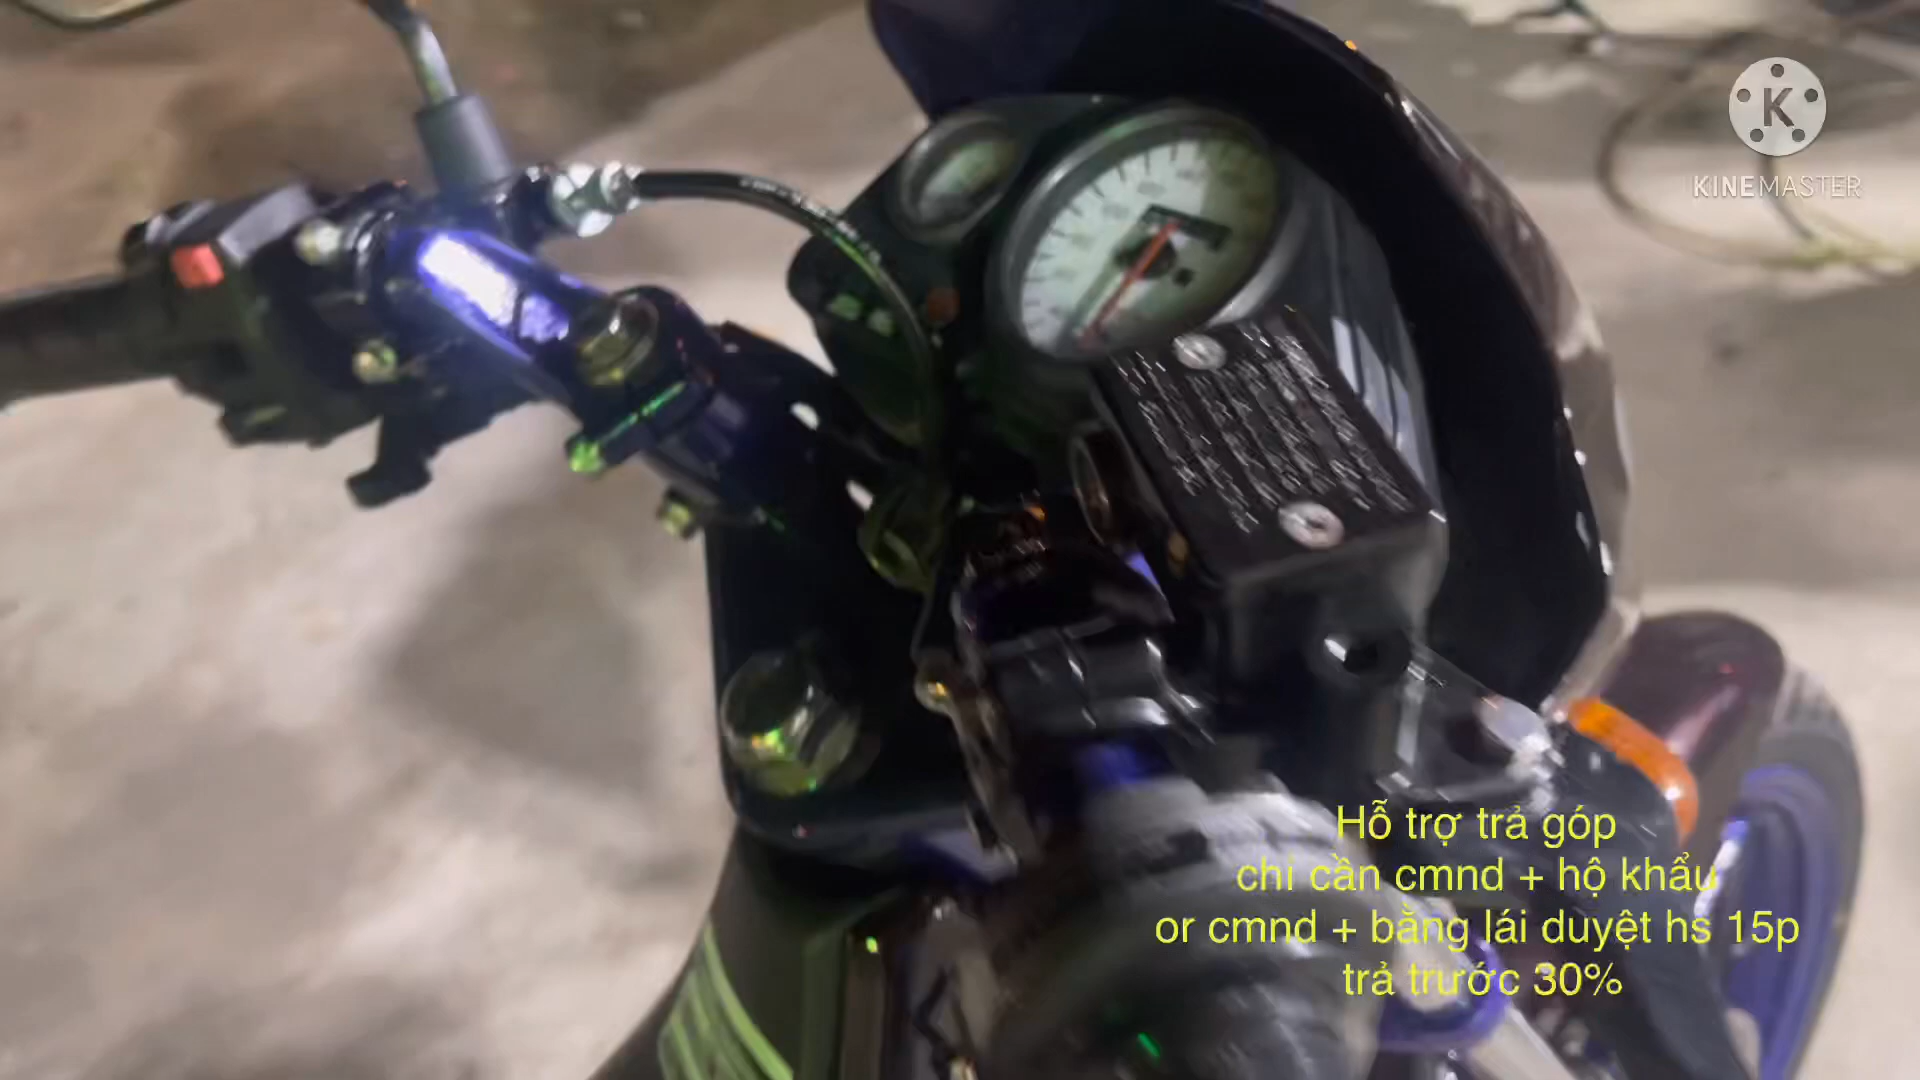 KINEMASTER
Hỗ trợ trả góp
chỉ cần cmnd + hộ khẩu
or cmnd + bằng lái duyệt hs 15p
trả trước 30%